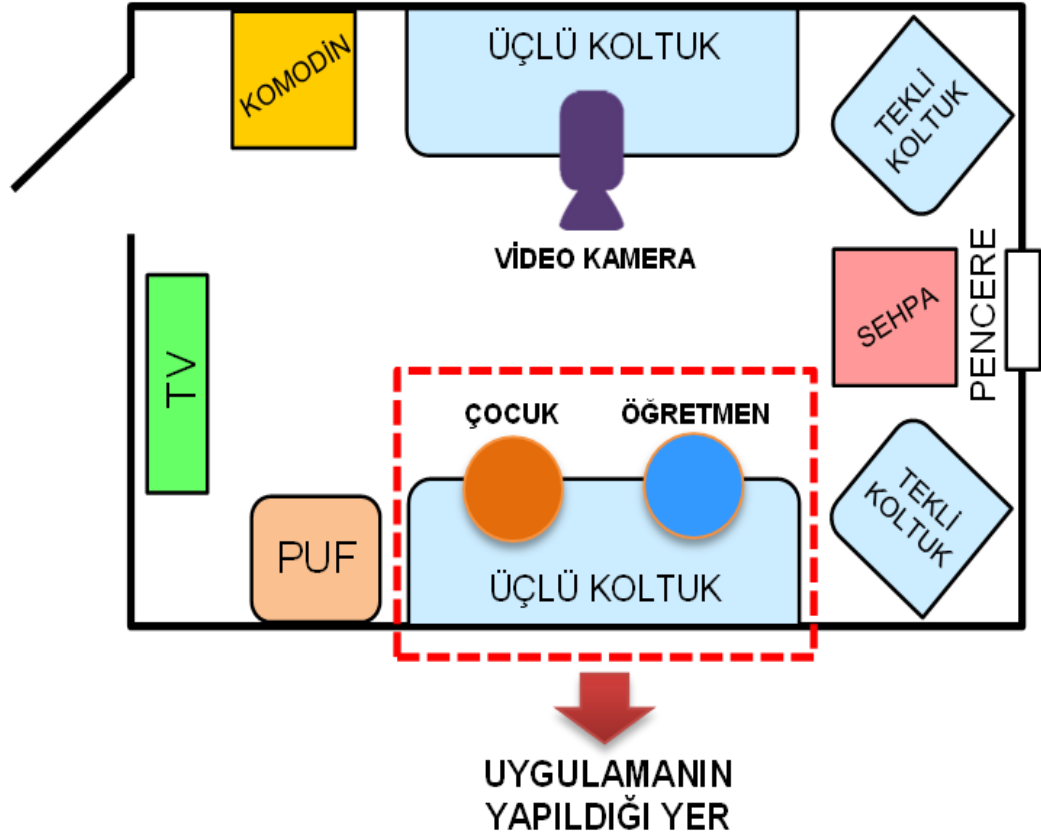 KOMODİN
ÜÇLÜ KOLTUK
TEKLİ
KOLTUK
VİDEO KAMERA
PENCERE
SEHPA
TV
ÇOCUK
ÖĞRETMEN
TEKLİ
KOLTUK
PUF
ÜÇLÜ KOLTUK
UYGULAMANIN
YAPILDIĞI YER